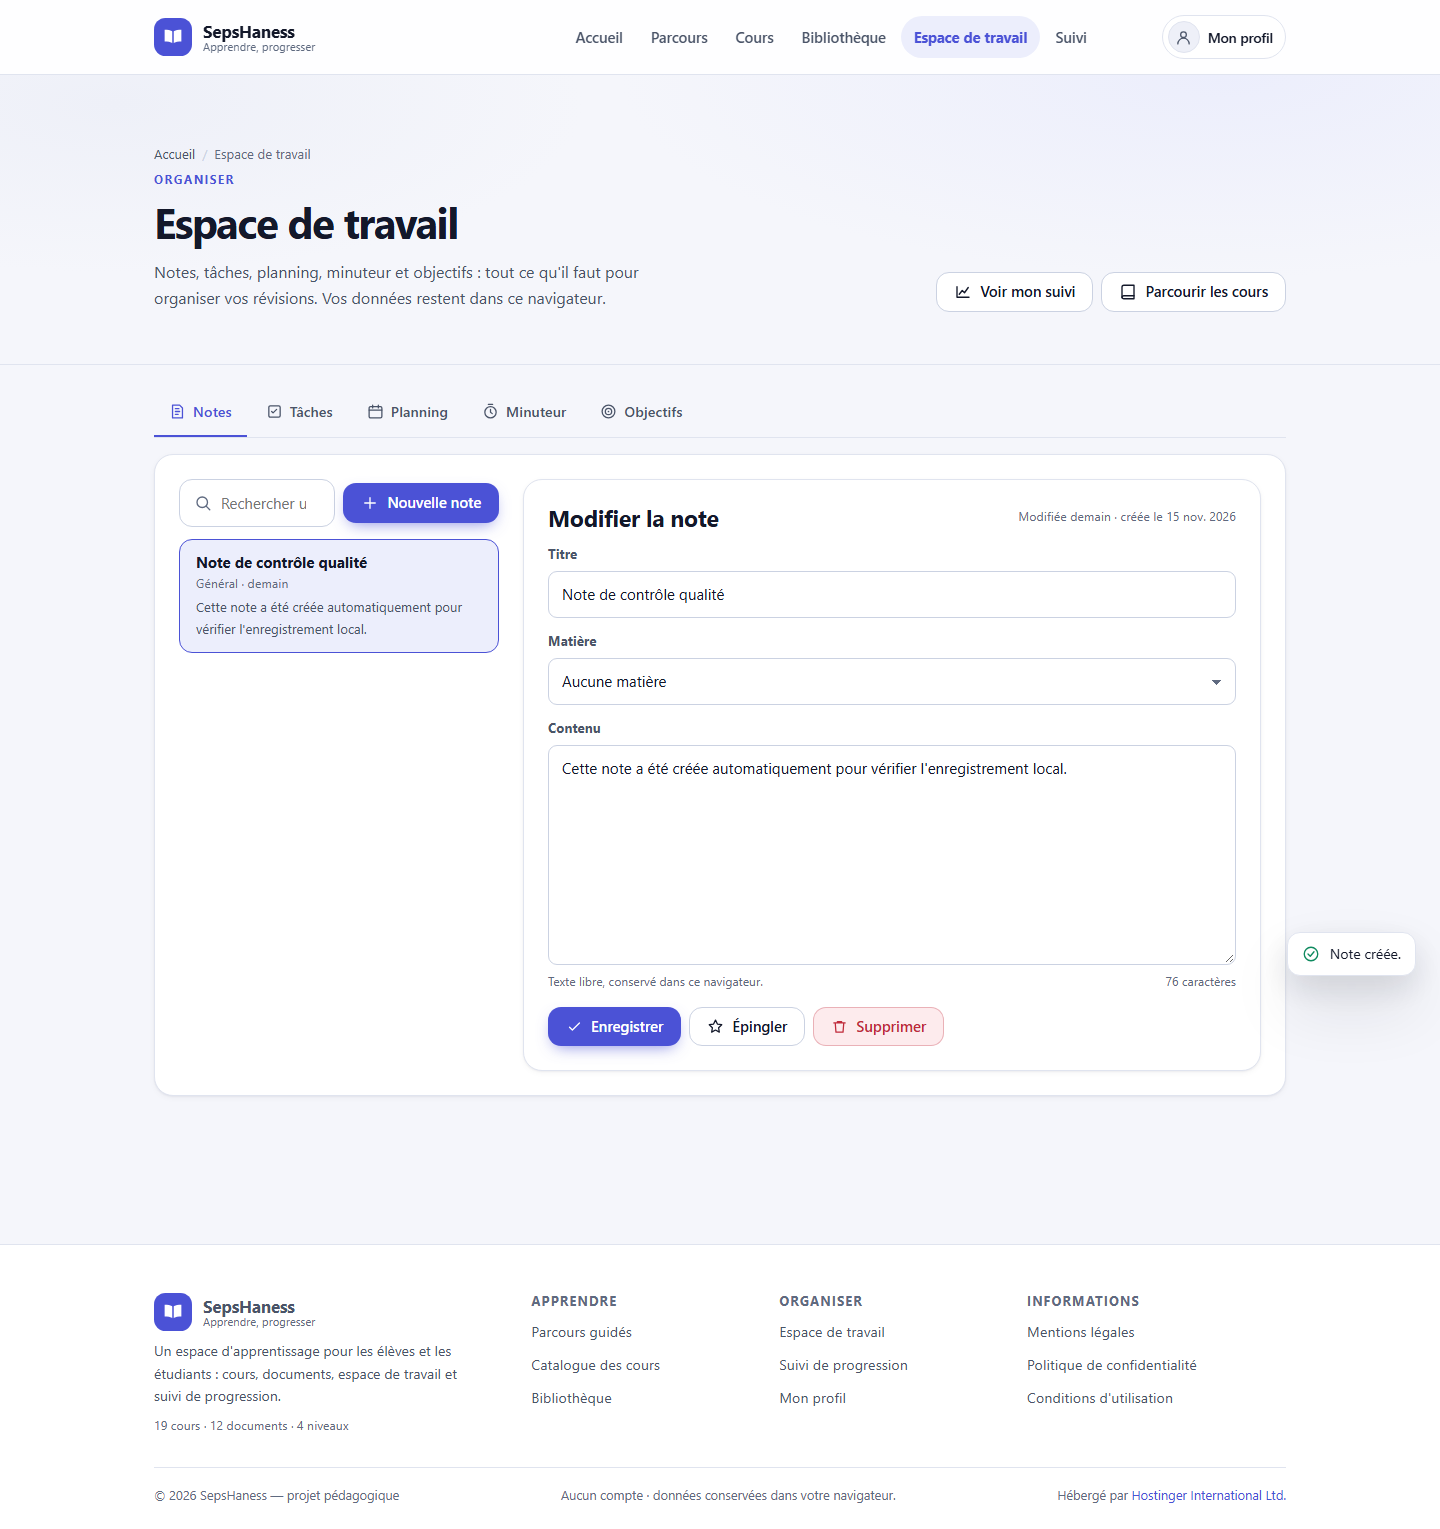 SepsHaness
Apprendre, progresser
Accueil
Parcours
Cours
Bibliothèque
Espace de travail
Suivi
Mon profil
Accueil / Espace de travail
ORGANISER
Espace de travail
Notes, tâches, planning, minuteur et objectifs : tout ce qu'il faut pour
organiser vos révisions. Vos données restent dans ce navigateur.
Voir mon suivi
Parcourir les cours
Notes
Tâches
Planning
Minuteur
Objectifs
Rechercher u
Nouvelle note
Note de contrôle qualité
Général · demain
Cette note a été créée automatiquement pour
vérifier l'enregistrement local.
Modifier la note
Modifiée demain · créée le 15 nov. 2026
Titre
Note de contrôle qualité
Matière
Aucune matière
Contenu
Cette note a été créée automatiquement pour vérifier l'enregistrement local.
Texte libre, conservé dans ce navigateur.
76 caractères
Enregistrer
Épingler
Supprimer
Note créée.
SepsHaness
Apprendre, progresser
Un espace d'apprentissage pour les élèves et les
étudiants : cours, documents, espace de travail et
suivi de progression.
19 cours · 12 documents · 4 niveaux
APPRENDRE
Parcours guidés
Catalogue des cours
Bibliothèque
ORGANISER
Espace de travail
Suivi de progression
Mon profil
INFORMATIONS
Mentions légales
Politique de confidentialité
Conditions d'utilisation
© 2026 SepsHaness — projet pédagogique
Aucun compte · données conservées dans votre navigateur.
Hébergé par Hostinger International Ltd.